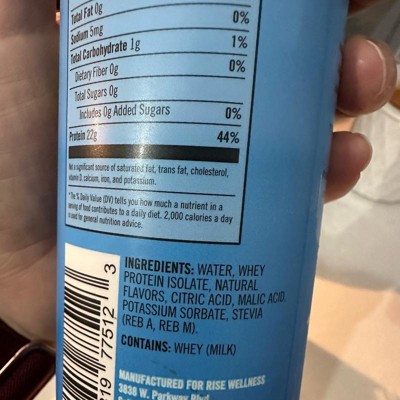 Total Fat 0g 0%
Sodium 5mg
Total Carbohydrate 1g 1%
Dietary Fiber 0g 0%
Total Sugars 0g
Includes 0g Added Sugars 0%
Protein 22g 44%
Not a significant source of saturated fat, trans fat, cholesterol,
vitamin D, calcium, iron, and potassium.
*The % Daily Value (DV) tells you how much a nutrient in a
serving of food contributes to a daily diet. 2,000 calories a day
is used for general nutrition advice.
INGREDIENTS: WATER, WHEY
PROTEIN ISOLATE, NATURAL
FLAVORS, CITRIC ACID, MALIC ACID
POTASSIUM SORBATE, STEVIA
(REB A, REB M).
CONTAINS: WHEY (MILK)
MANUFACTURED FOR RISE WELLNESS
3838 W. Parkway Blvd
19 77512 3